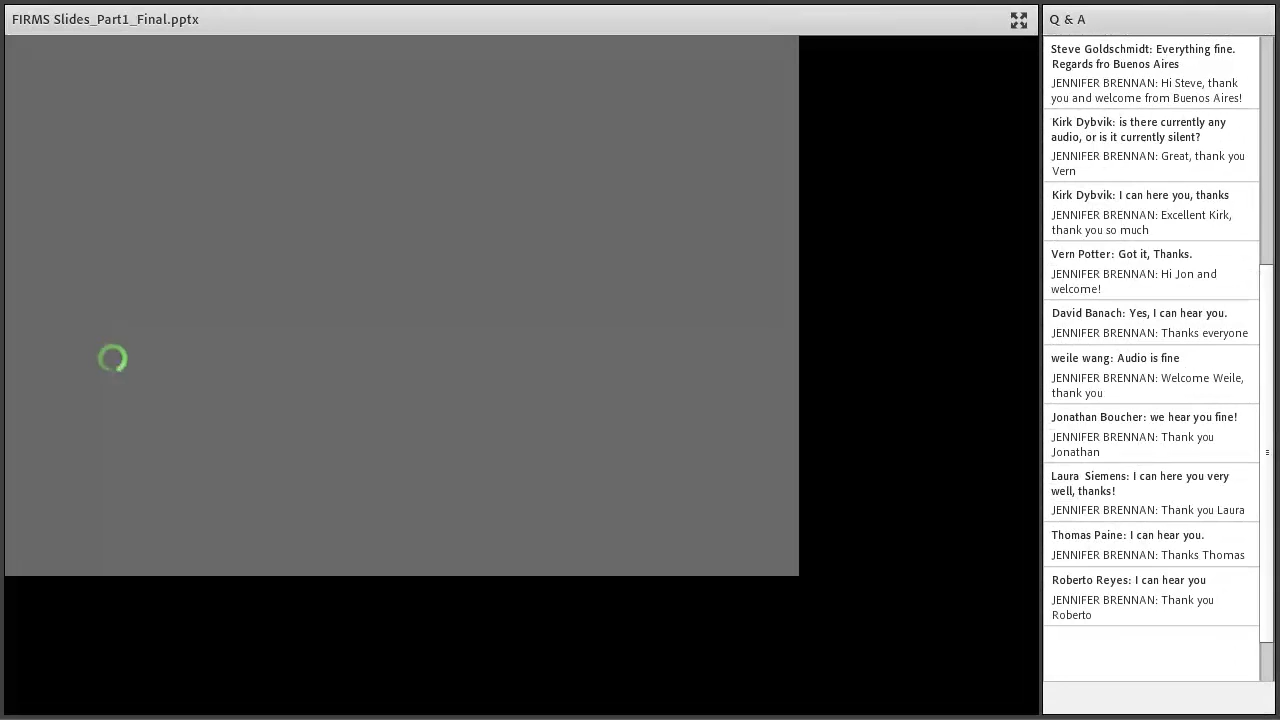 FIRMS Slides_Part1_Final.pptx
Q & A
Steve Goldschmidt: Everything fine.
Regards fro Buenos Aires
JENNIFER BRENNAN: Hi Steve, thank
you and welcome from Buenos Aires!
Kirk Dybvik: is there currently any
audio, or is it currently silent?
JENNIFER BRENNAN: Great, thank you
Vern
Kirk Dybvik: I can here you, thanks
JENNIFER BRENNAN: Excellent Kirk,
thank you so much
Vern Potter: Got it, Thanks.
JENNIFER BRENNAN: Hi Jon and
welcome!
David Banach: Yes, I can hear you.
JENNIFER BRENNAN: Thanks everyone
weile wang: Audio is fine
JENNIFER BRENNAN: Welcome Weile,
thank you
Jonathan Boucher: we hear you fine!
JENNIFER BRENNAN: Thank you
Jonathan
Laura Siemens: I can here you very
well, thanks!
JENNIFER BRENNAN: Thank you Laura
Thomas Paine: I can hear you.
JENNIFER BRENNAN: Thanks Thomas
Roberto Reyes: I can hear you
JENNIFER BRENNAN: Thank you
Roberto